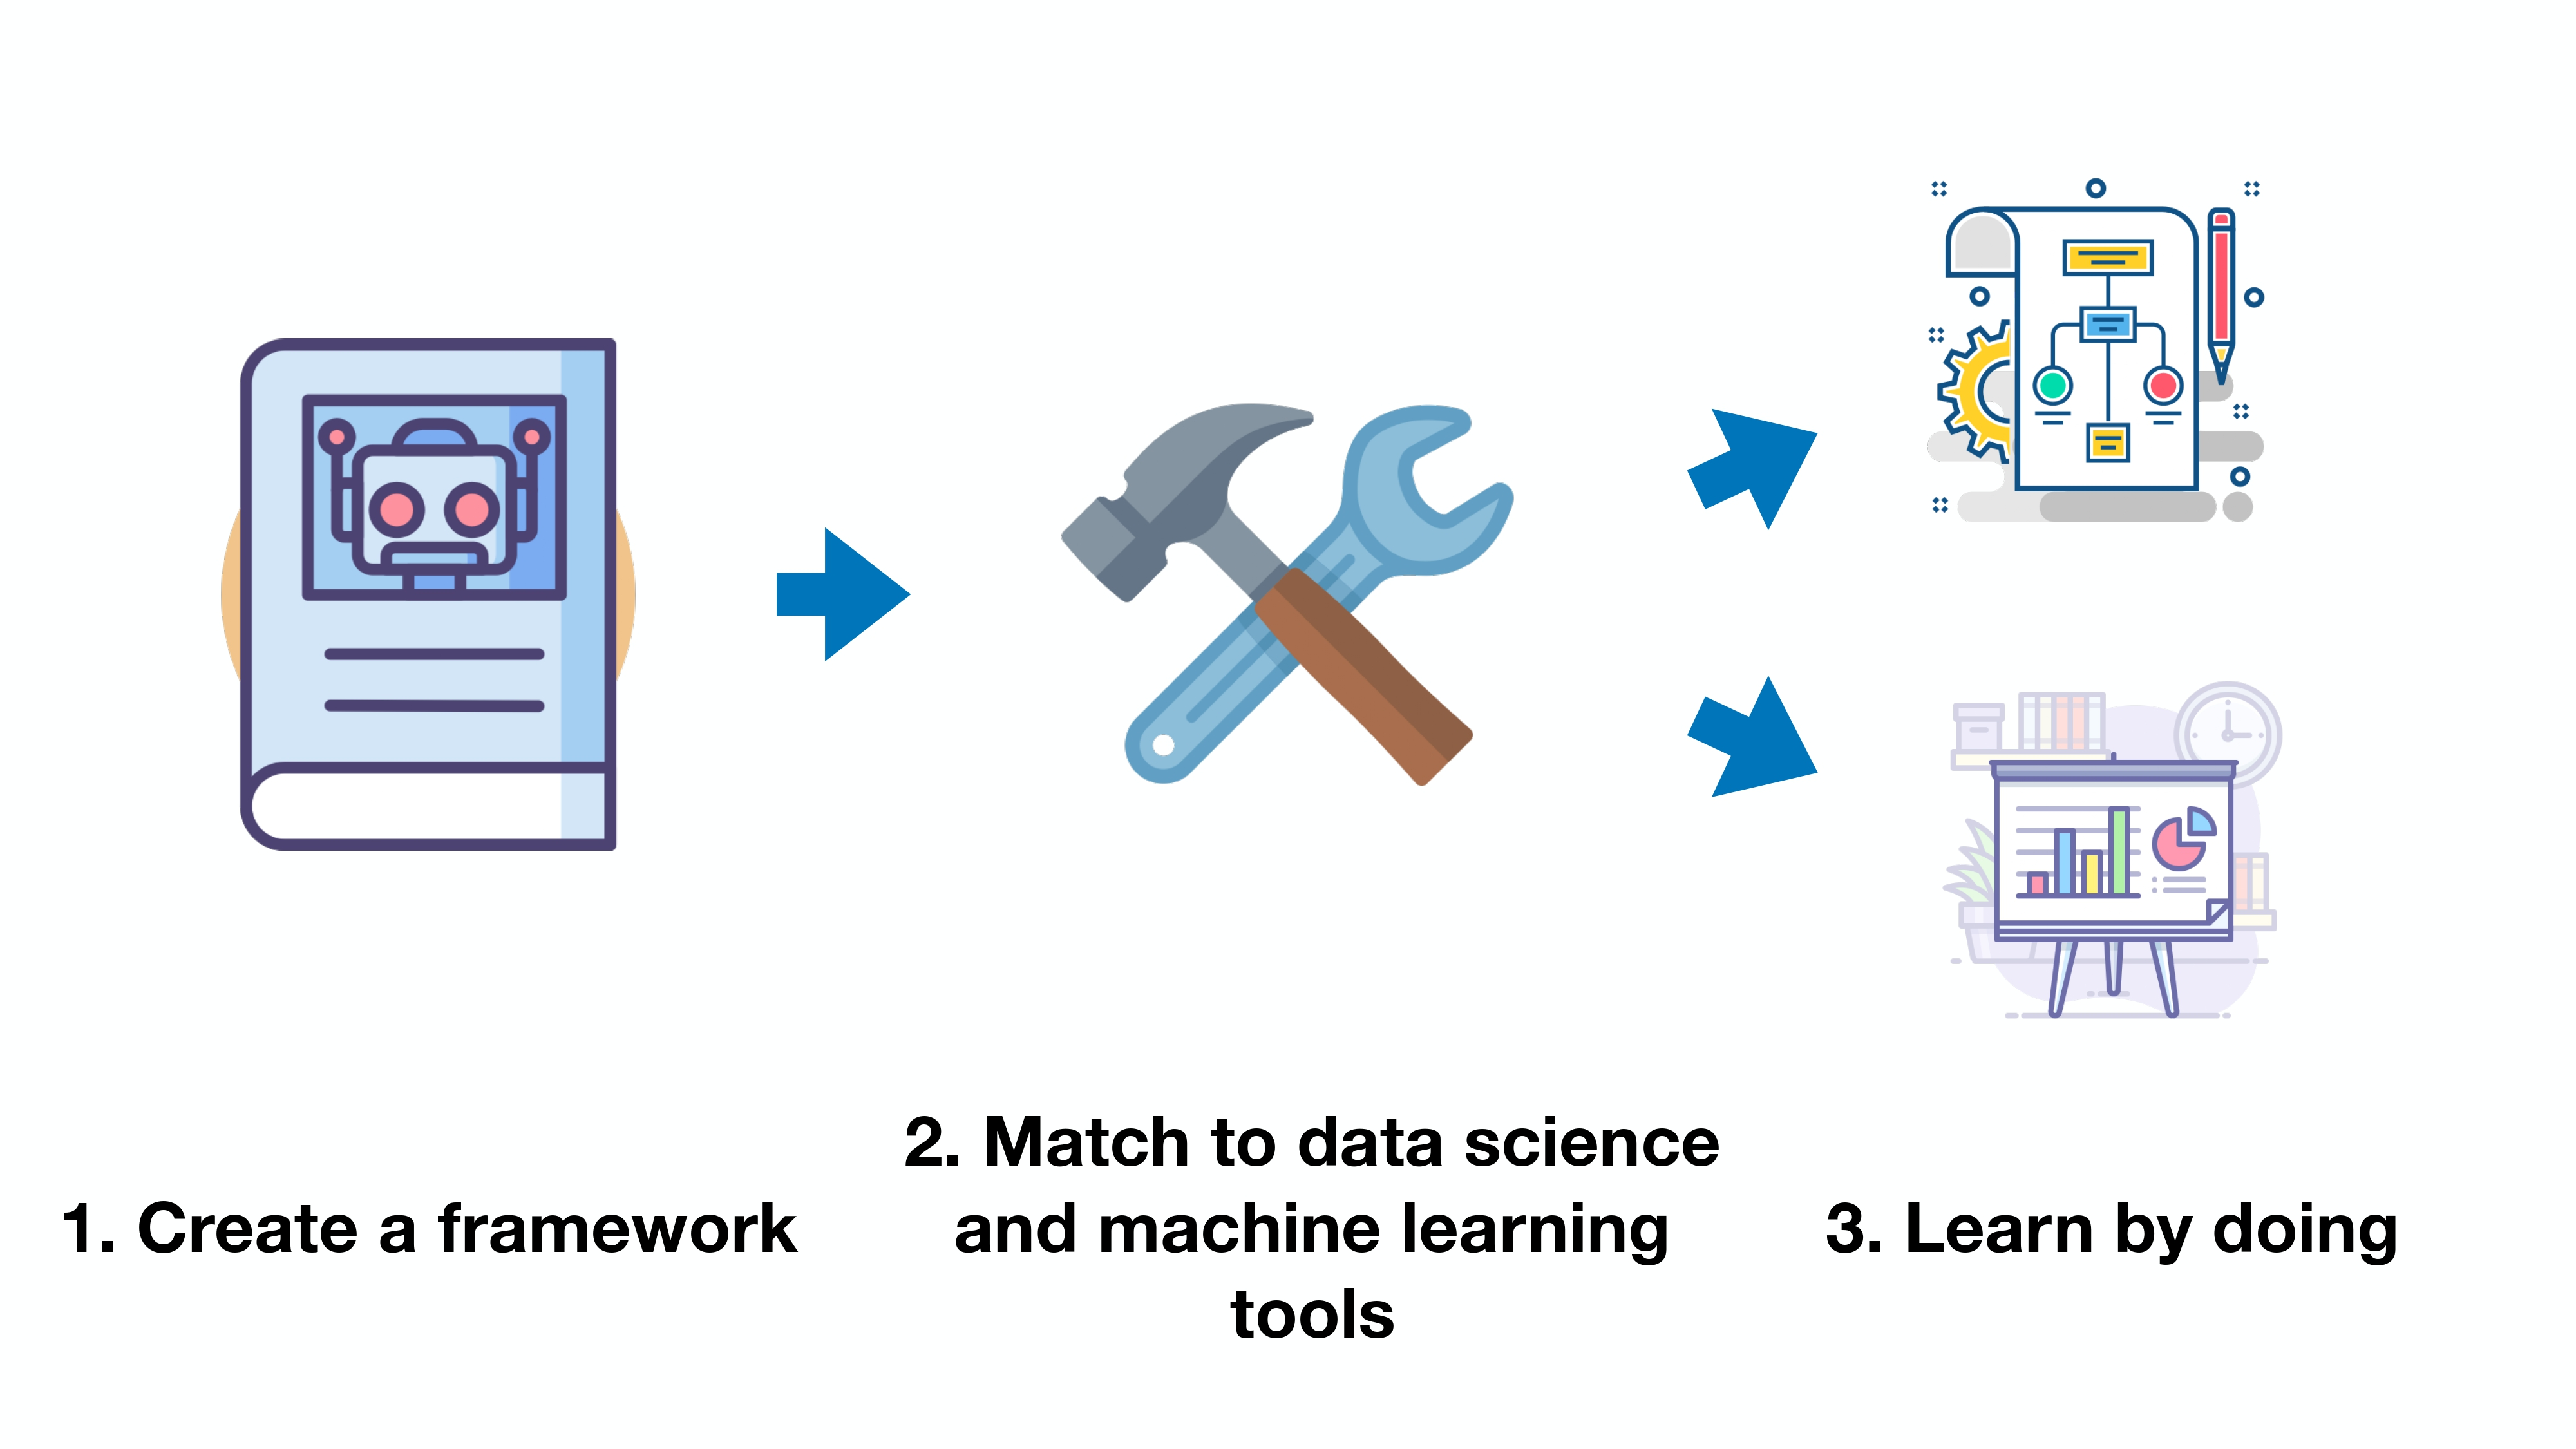 1. Create a framework
2. Match to data science
and machine learning
tools
3. Learn by doing